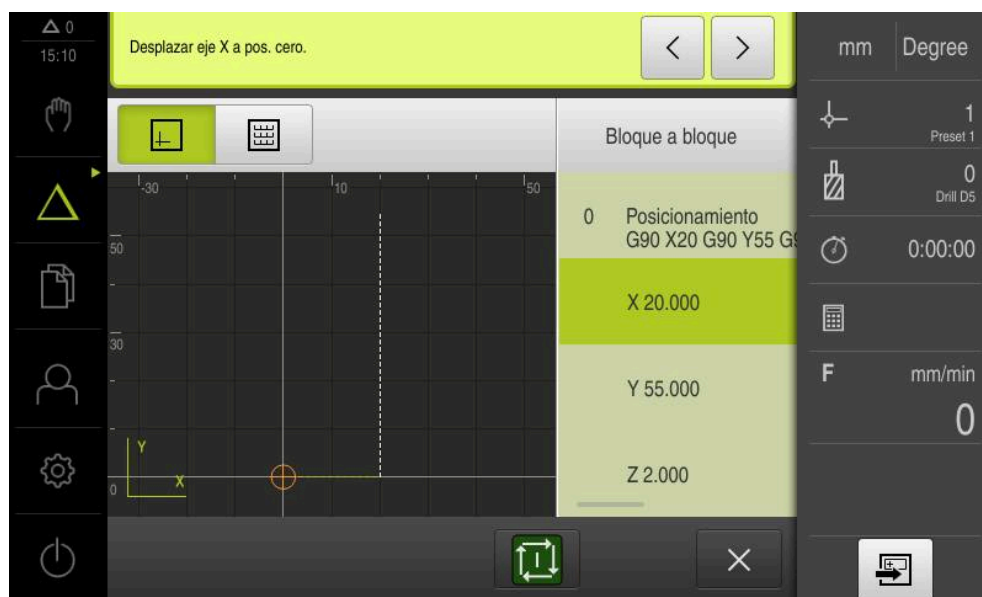 0
15:10
Desplazar eje X a pos. cero.
mm Degree
Bloque a bloque
1
Preset 1
0
Drill D5
0:00:00
-30 10 50
50
30
0
Y
X
0 Posicionamiento
G90 X20 G90 Y55 G9
X 20.000
Y 55.000
Z 2.000
F mm/min
0